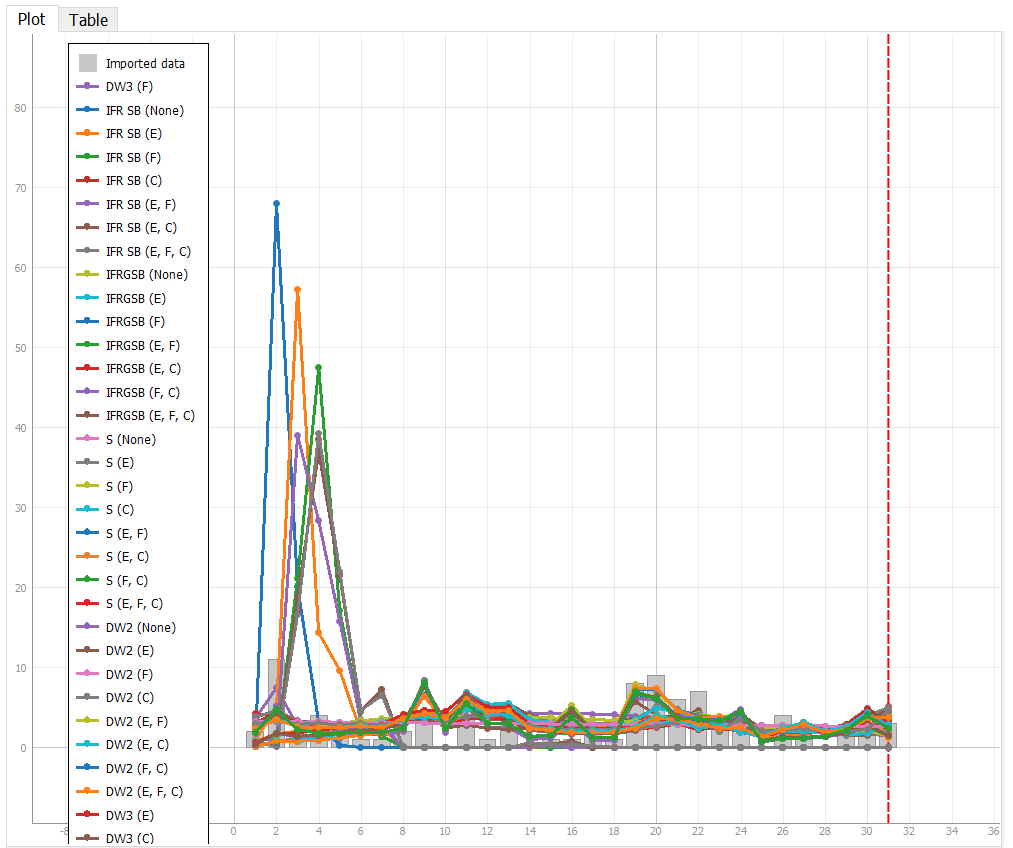 Plot Table
Imported data
DW3 (F)
IFR SB (None)
IFR SB (E)
IFR SB (F)
IFR SB (C)
IFR SB (E, F)
IFR SB (E, C)
IFR SB (E, F, C)
IFRGSB (None)
IFRGSB (E)
IFRGSB (F)
IFRGSB (E, F)
IFRGSB (E, C)
IFRGSB (F, C)
IFRGSB (E, F, C)
S (None)
S (E)
S (F)
S (C)
S (E, F)
S (E, C)
S (F, C)
S (E, F, C)
DW2 (None)
DW2 (E)
DW2 (F)
DW2 (C)
DW2 (E, F)
DW2 (E, C)
DW2 (F, C)
DW2 (E, F, C)
DW3 (E)
DW3 (C)
80
70
60
50
40
30
20
10
0
0 2 4 6 8 10 12 14 16 18 20 22 24 26 28 30 32 34 36